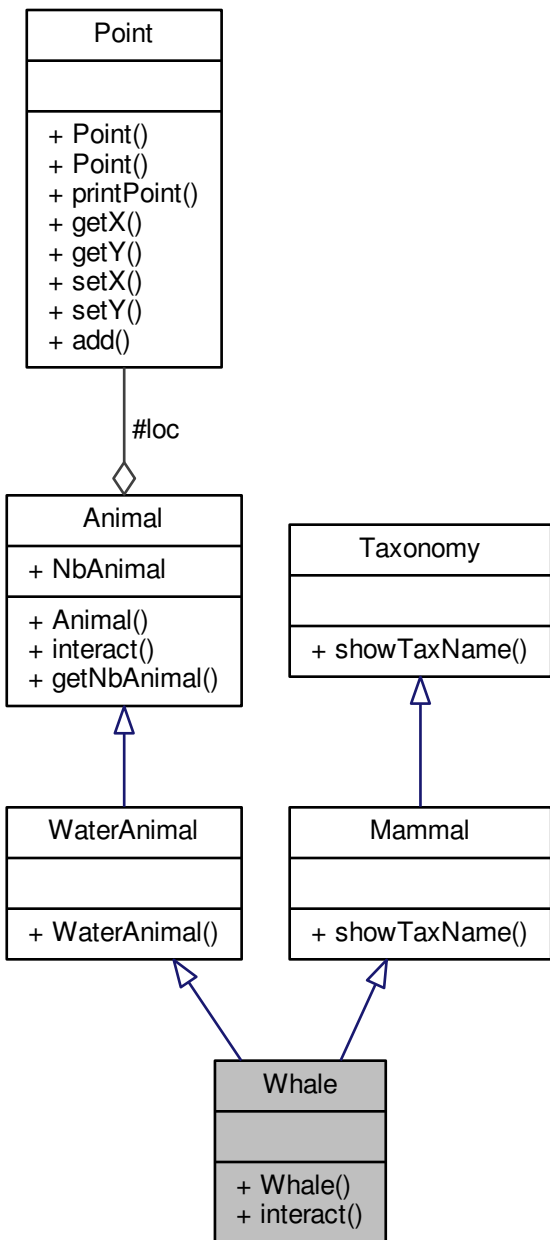 Point
+ Point()
+ Point()
+ printPoint()
+ getX()
+ getY()
+ setX()
+ setY()
+ add()
#loc
Animal
+ NbAnimal
+ Animal()
+ interact()
+ getNbAnimal()
Taxonomy
+ showTaxName()
WaterAnimal
+ WaterAnimal()
Mammal
+ showTaxName()
Whale
+ Whale()
+ interact()